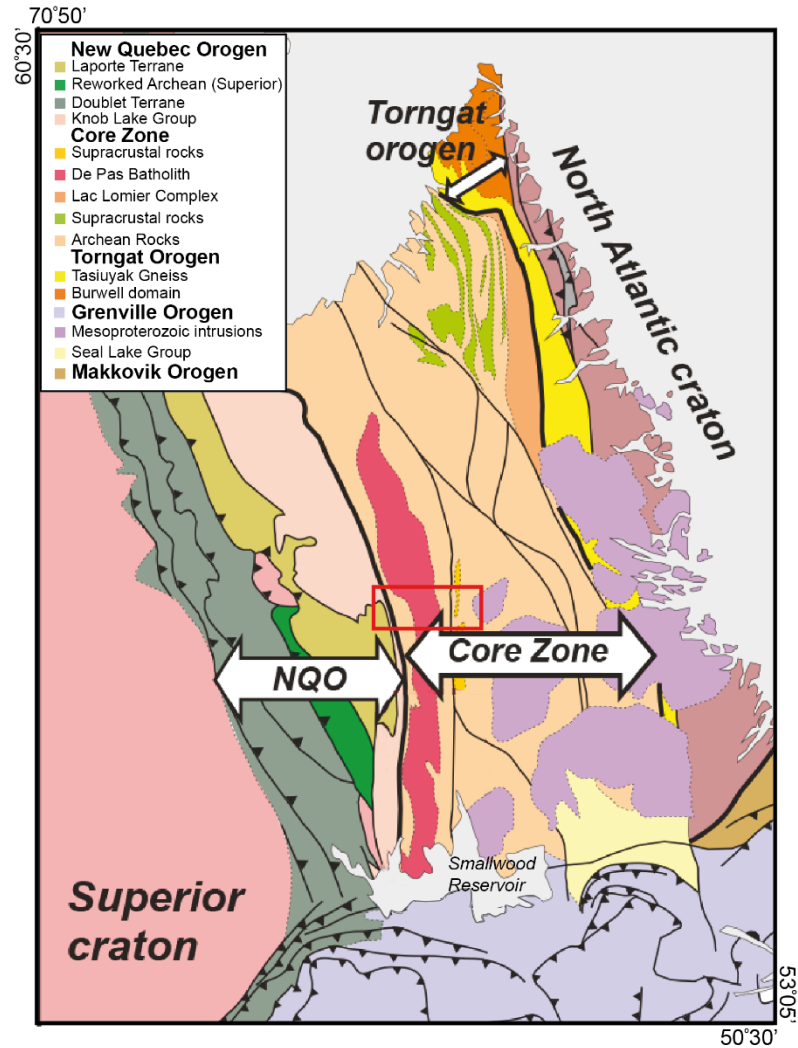 70°50'
60°30'
New Quebec Orogen
Laporte Terrane
Reworked Archean (Superior)
Doublet Terrane
Knob Lake Group
Core Zone
Supracrustal rocks
De Pas Batholith
Lac Lomier Complex
Supracrustal rocks
Archean Rocks
Torngat Orogen
Tasiuyak Gneiss
Burwell domain
Grenville Orogen
Mesoproterozoic intrusions
Seal Lake Group
Makkovik Orogen
Torngat
orogen
North Atlantic craton
NQO
Core Zone
Smallwood
Reservoir
Superior
craton
53°05'
50°30'